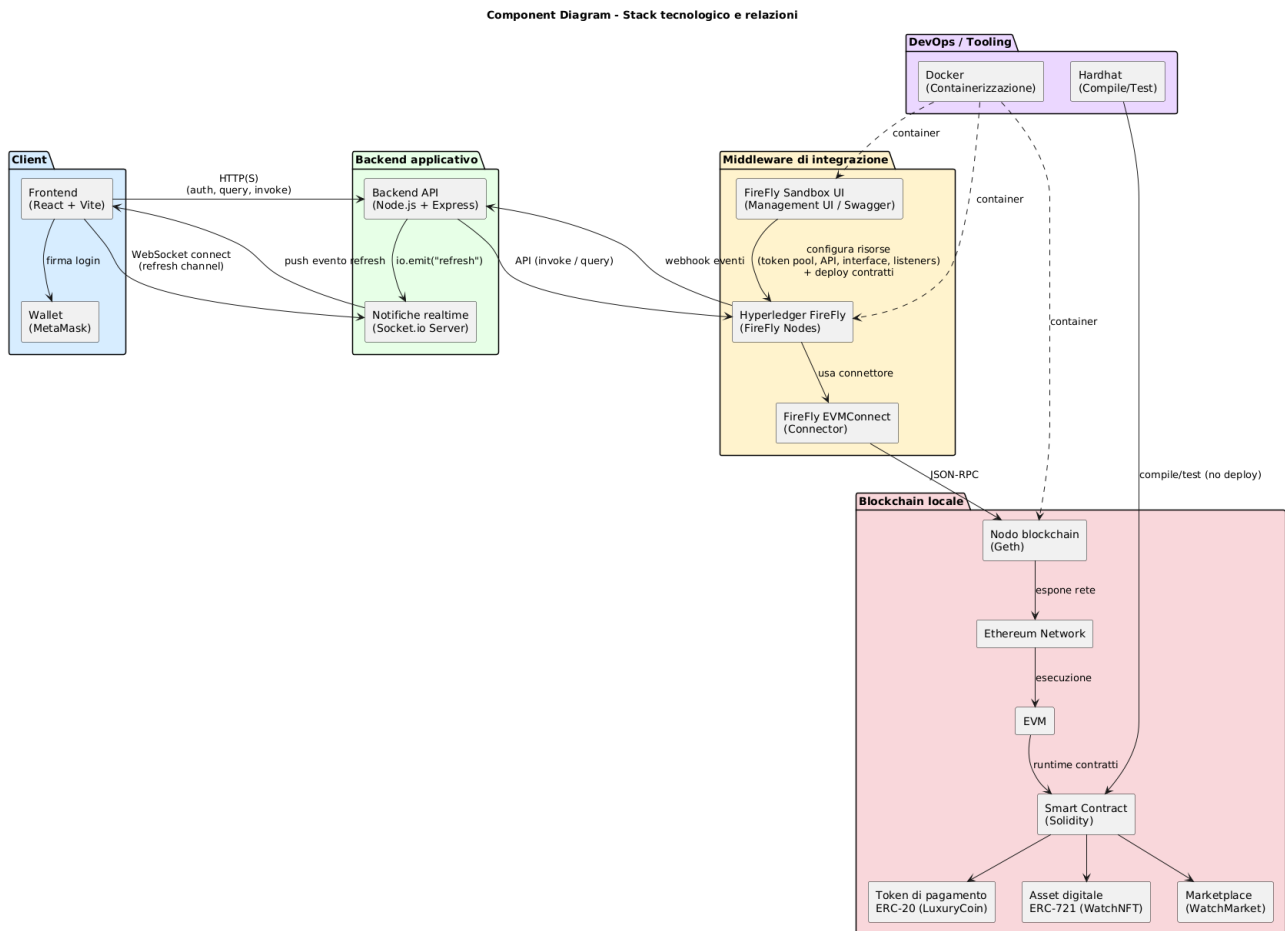 Component Diagram - Stack tecnologico e relazioni
DevOps / Tooling
Docker
(Containerizzazione)
Hardhat
(Compile/Test)
container
container
container
compile/test (no deploy)
Client
Frontend
(React + Vite)
firma login
Wallet
(MetaMask)
HTTP(S)
(auth, query, invoke)
WebSocket connect
(refresh channel)
push evento refresh
Backend applicativo
Backend API
(Node.js + Express)
io.emit("refresh")
Notifiche realtime
(Socket.io Server)
API (invoke / query)
webhook eventi
Middleware di integrazione
FireFly Sandbox UI
(Management UI / Swagger)
configura risorse
(token pool, API, interface, listeners)
+ deploy contratti
Hyperledger FireFly
(FireFly Nodes)
usa connettore
FireFly EVMConnect
(Connector)
JSON-RPC
Blockchain locale
Nodo blockchain
(Geth)
espone rete
Ethereum Network
esecuzione
EVM
runtime contratti
Smart Contract
(Solidity)
Token di pagamento
ERC-20 (LuxuryCoin)
Asset digitale
ERC-721 (WatchNFT)
Marketplace
(WatchMarket)